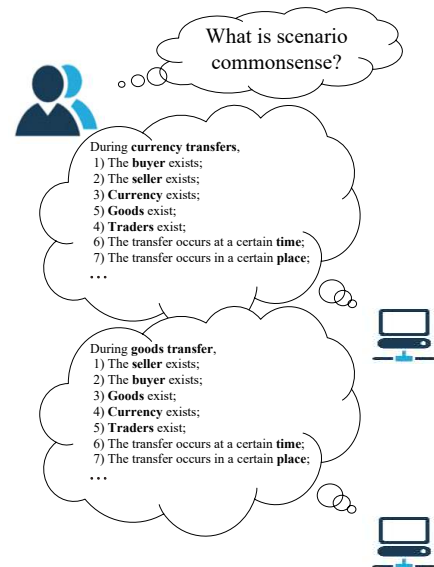 What is scenario
commonsense?
During currency transfers,
1) The buyer exists;
2) The seller exists;
3) Currency exists;
5) Goods exist;
4) Traders exist;
6) The transfer occurs at a certain time;
7) The transfer occurs in a certain place;
...
During goods transfer,
1) The seller exists;
2) The buyer exists;
3) Goods exist;
4) Currency exists;
5) Traders exist;
6) The transfer occurs at a certain time;
7) The transfer occurs in a certain place;
...